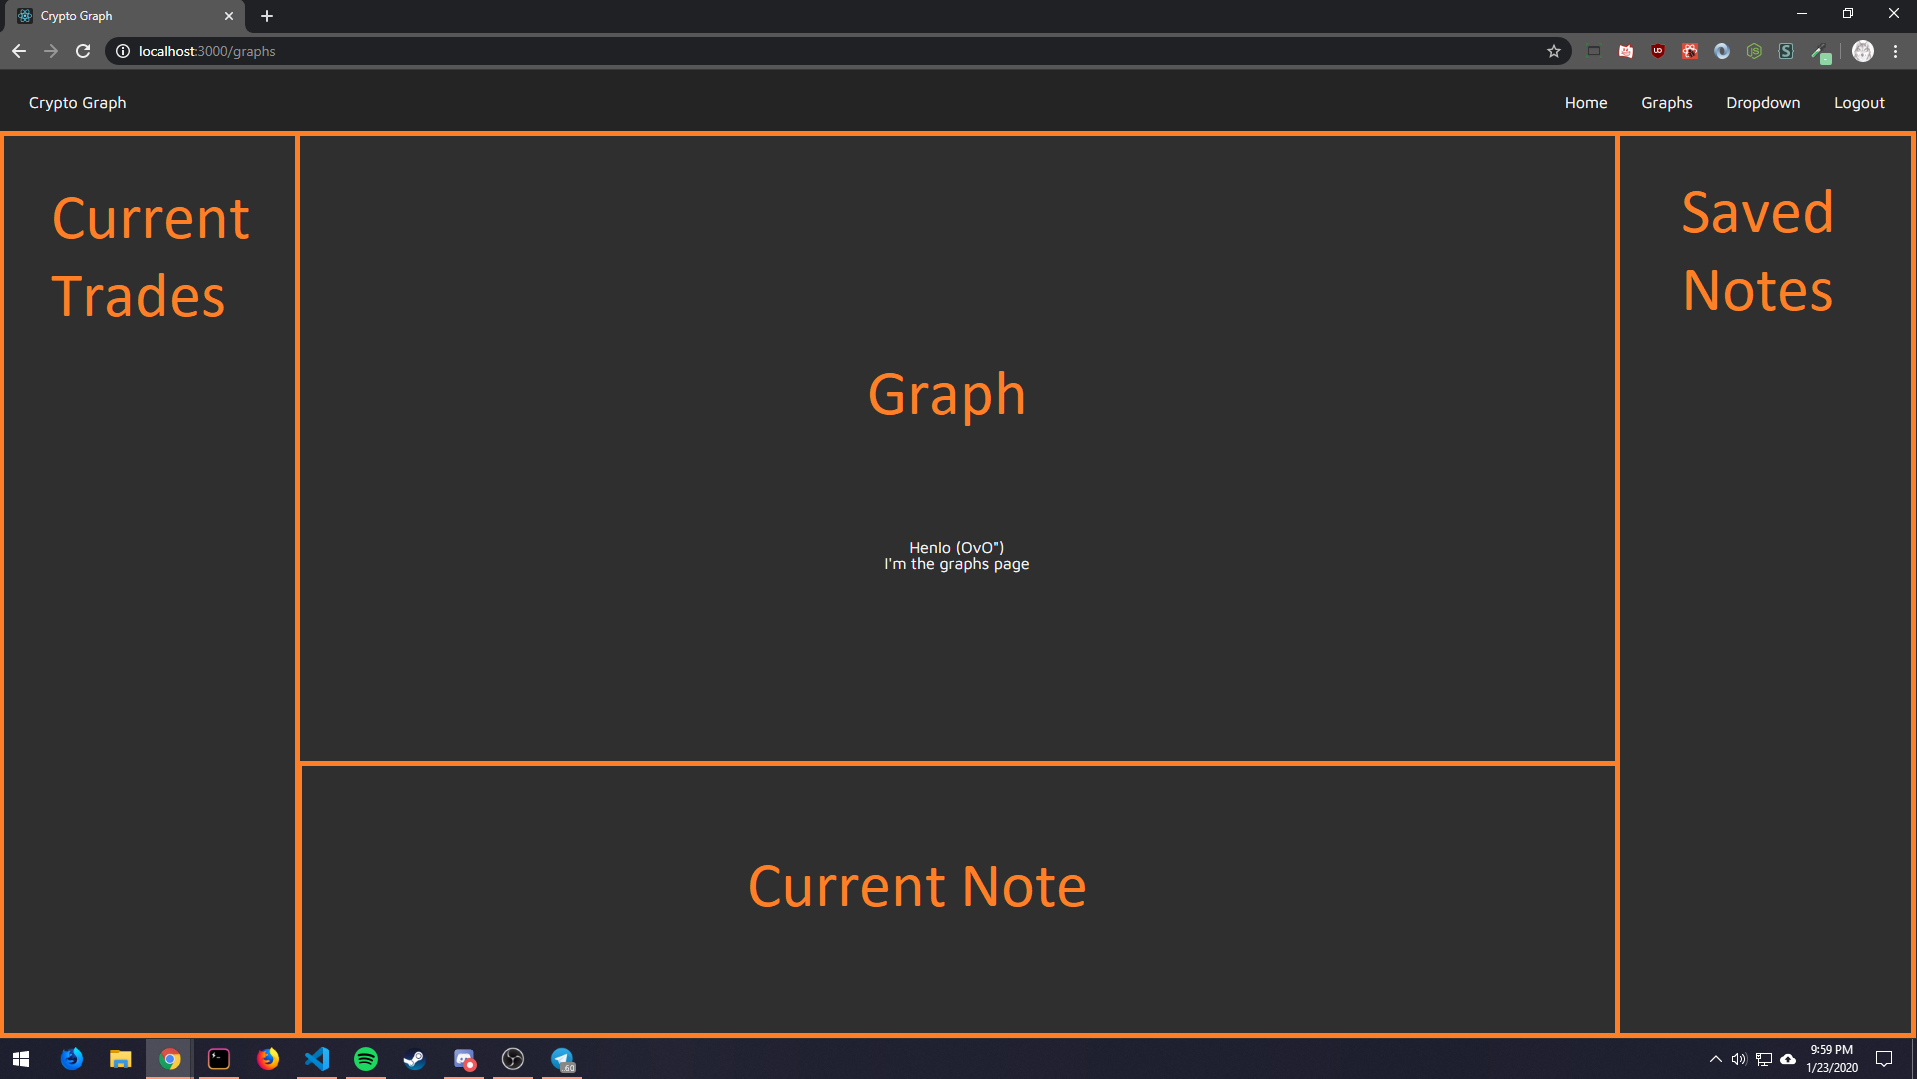 Crypto Graph
localhost:3000/graphs
Crypto Graph
Home Graphs Dropdown Logout
Current
Trades
Saved
Notes
Graph
Henlo (OvO")
I'm the graphs page
Current Note
9:59 PM
1/23/2020